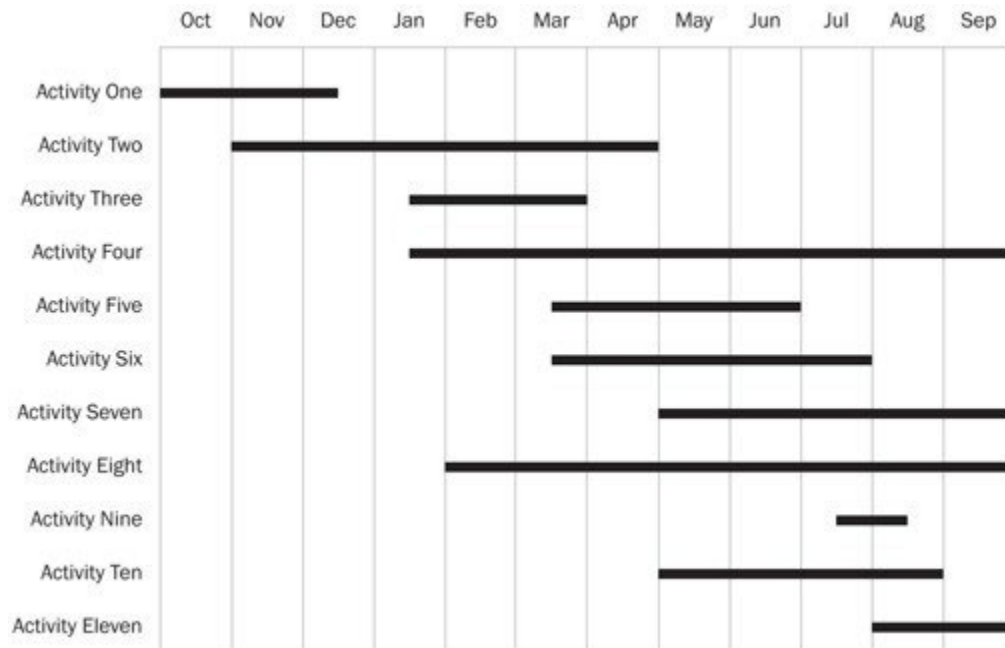 Oct Nov Dec Jan Feb Mar Apr May Jun Jul Aug Sep
Activity One
Activity Two
Activity Three
Activity Four
Activity Five
Activity Six
Activity Seven
Activity Eight
Activity Nine
Activity Ten
Activity Eleven